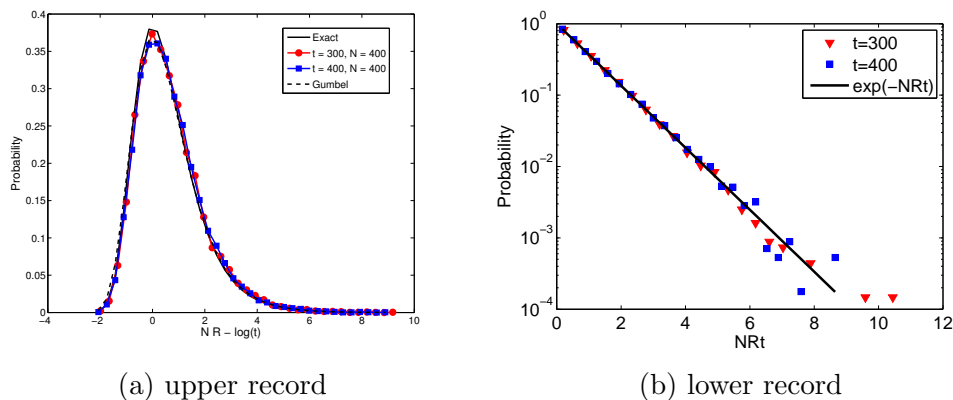 0.4
0.35
0.3
0.25
0.2
0.15
0.1
0.05
0
Probability
−4 −2 0 2 4 6 8 10
N R − log(t)
Exact
t = 300, N = 400
t = 400, N = 400
Gumbel
(a) upper record
10^0
10^−1
10^−2
10^−3
10^−4
Probability
0 2 4 6 8 10 12
NRt
t=300
t=400
exp(−NRt)
(b) lower record